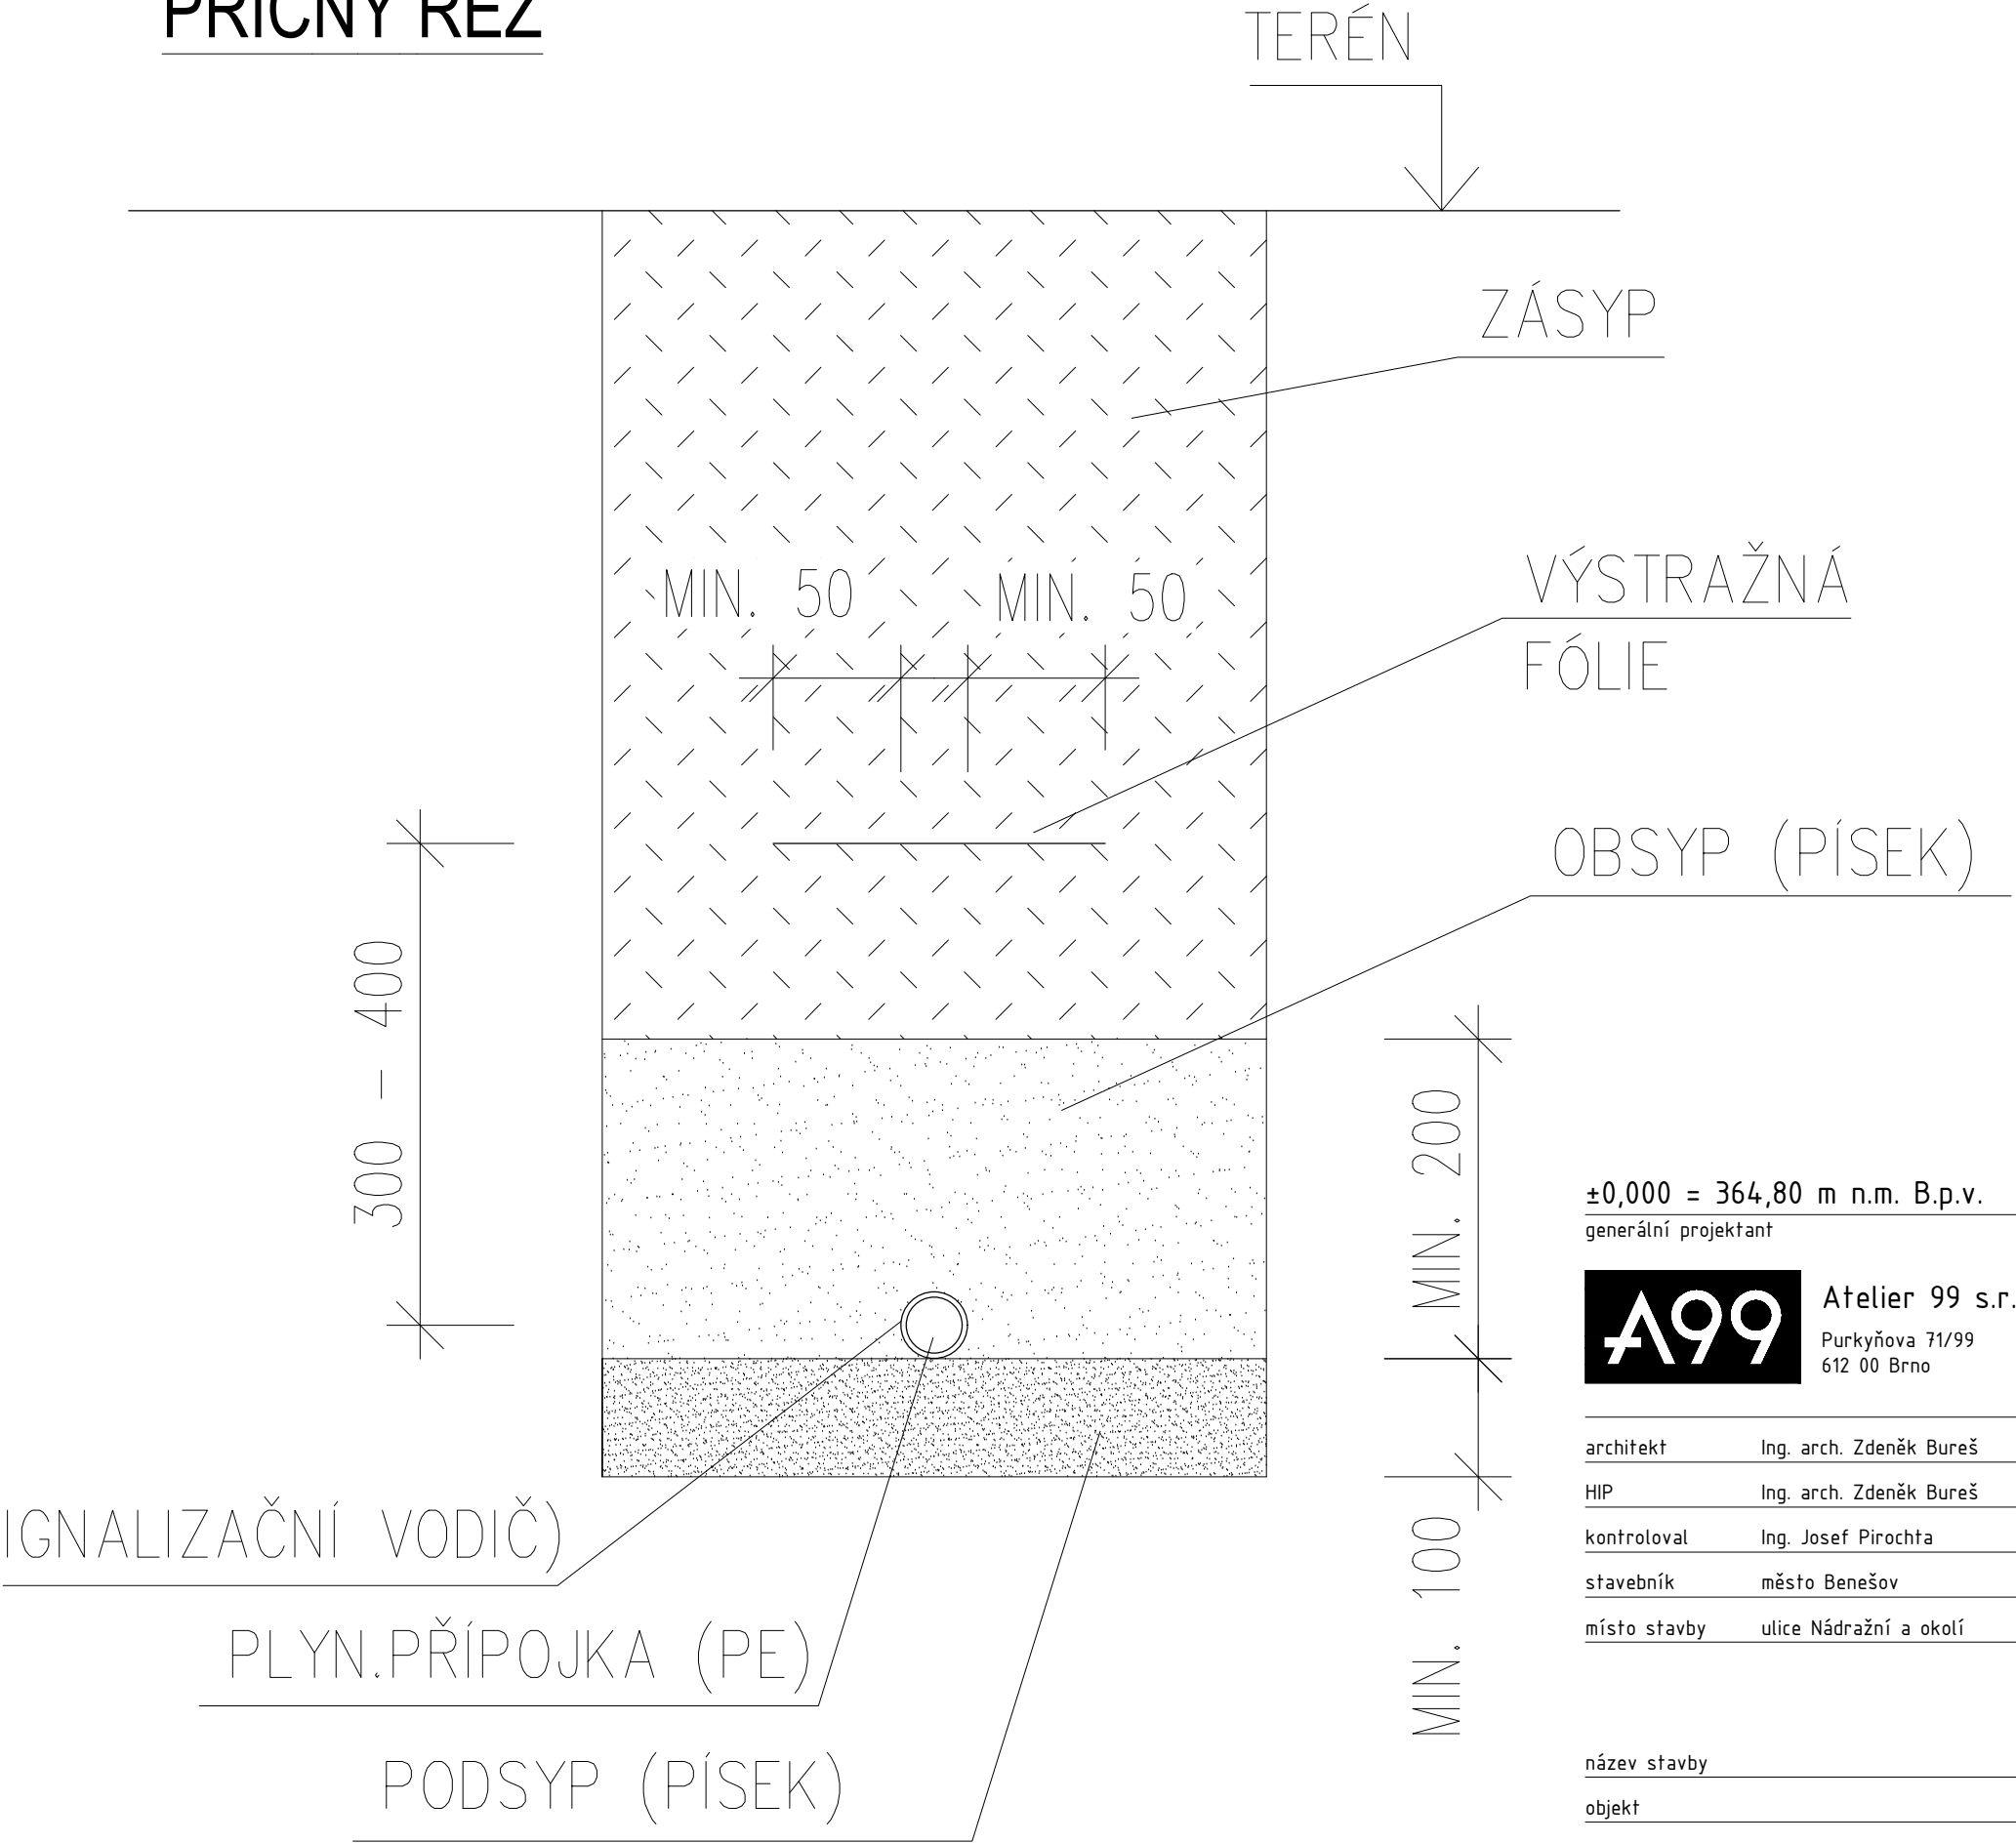 PŘÍČNÝ ŘEZ
TERÉN
ZÁSYP
MIN. 50
MIN. 50
VÝSTRAŽNÁ
FÓLIE
OBSYP (PÍSEK)
300 - 400
MIN. 200
MIN. 100
IGNALIZAČNÍ VODIČ)
PLYN.PŘÍPOJKA (PE)
PODSYP (PÍSEK)
±0,000 = 364,80 m n.m. B.p.v.
generální projektant
A99
Atelier 99 s.r.
Purkyňova 71/99
612 00 Brno
architekt Ing. arch. Zdeněk Bureš
HIP Ing. arch. Zdeněk Bureš
kontroloval Ing. Josef Pirochta
stavebník město Benešov
místo stavby ulice Nádražní a okolí
název stavby
objekt